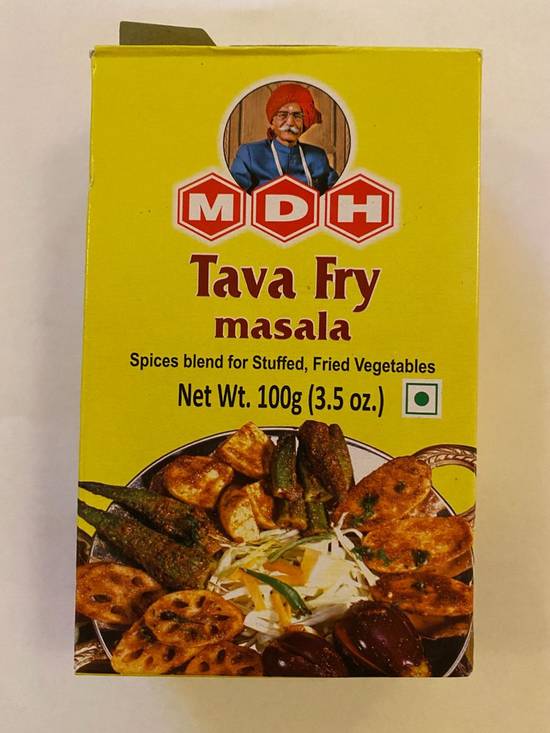 MDH
Tava Fry
masala
Spices blend for Stuffed, Fried Vegetables
Net Wt. 100g (3.5 oz.)